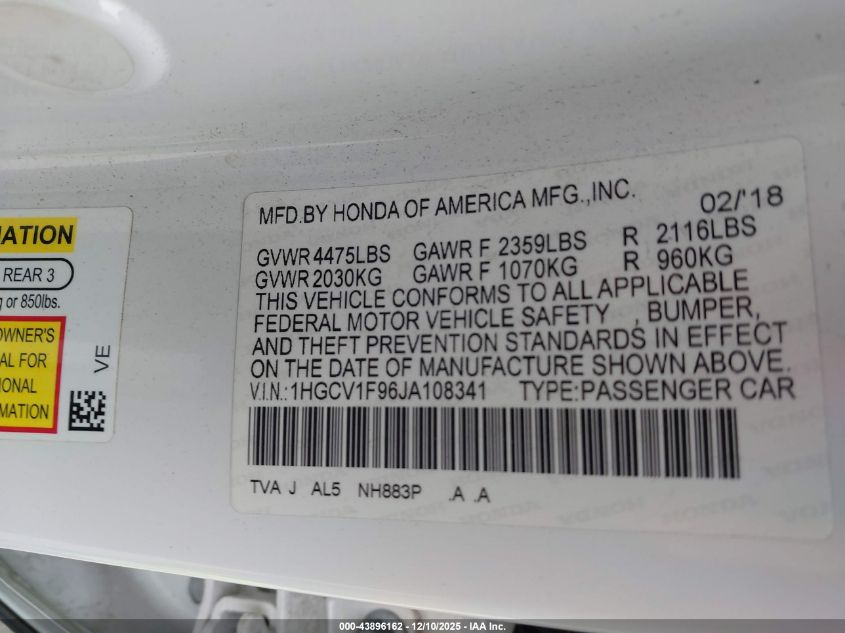 MFD.BY HONDA OF AMERICA MFG.,INC. 02/'18
GVWR 4475LBS GAWR F 2359LBS R 2116LBS
GVWR 2030KG GAWR F 1070KG R 960KG
THIS VEHICLE CONFORMS TO ALL APPLICABLE
FEDERAL MOTOR VEHICLE SAFETY , BUMPER,
AND THEFT PREVENTION STANDARDS IN EFFECT
ON THE DATE OF MANUFACTURE SHOWN ABOVE.
V.I.N.:1HGCV1F96JA108341 TYPE:PASSENGER CAR
TVA J AL5 NH883P .A .A
MATION
REAR 3
g or 850lbs.
OWNER'S
AL FOR
IONAL
MATION
VE
000-43896162 - 12/10/2025 - IAA Inc.